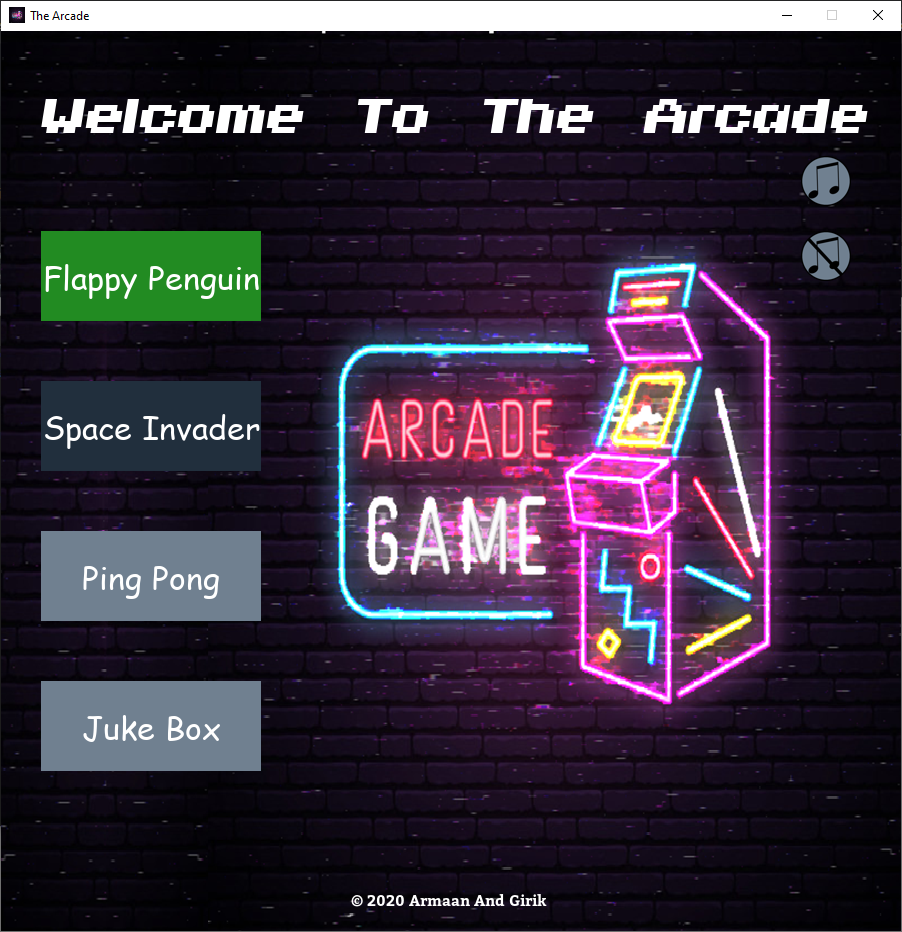 The Arcade
Welcome To The Arcade
Flappy Penguin
Space Invader
ARCADE
GAME
Ping Pong
Juke Box
© 2020 Armaan And Girik